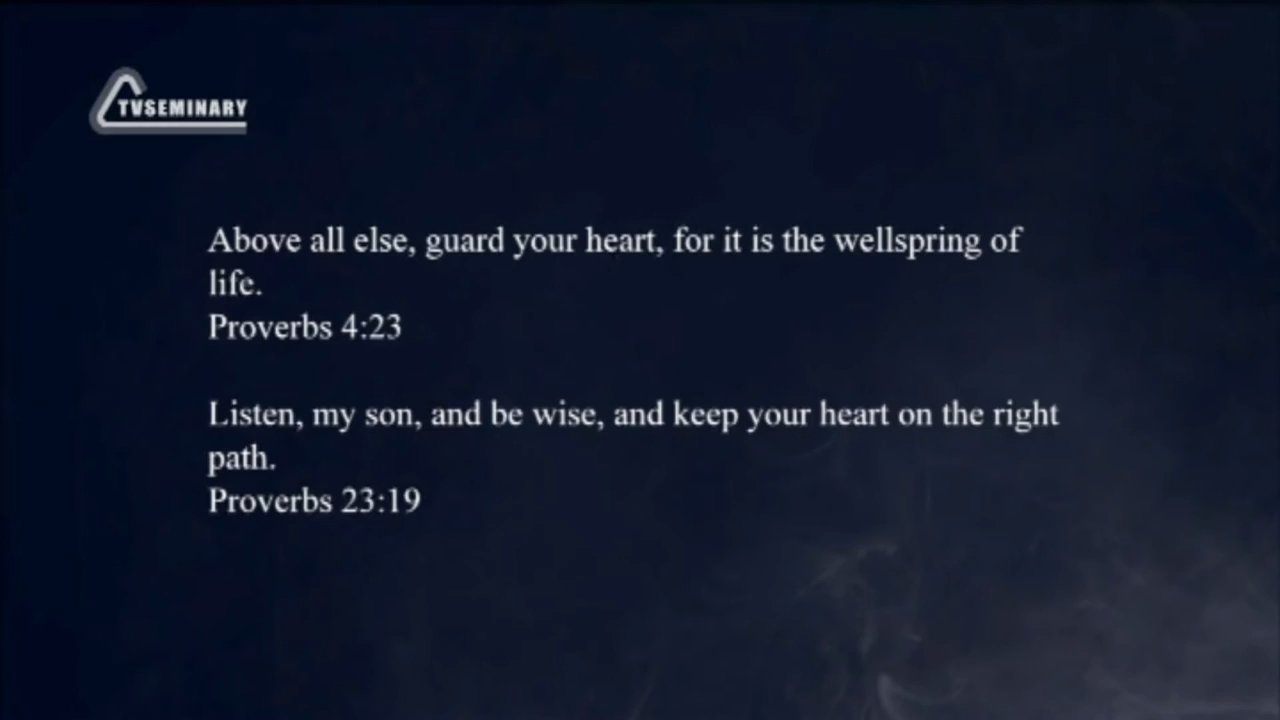 TVSEMINARY
Above all else, guard your heart, for it is the wellspring of
life.
Proverbs 4:23
Listen, my son, and be wise, and keep your heart on the right
path.
Proverbs 23:19